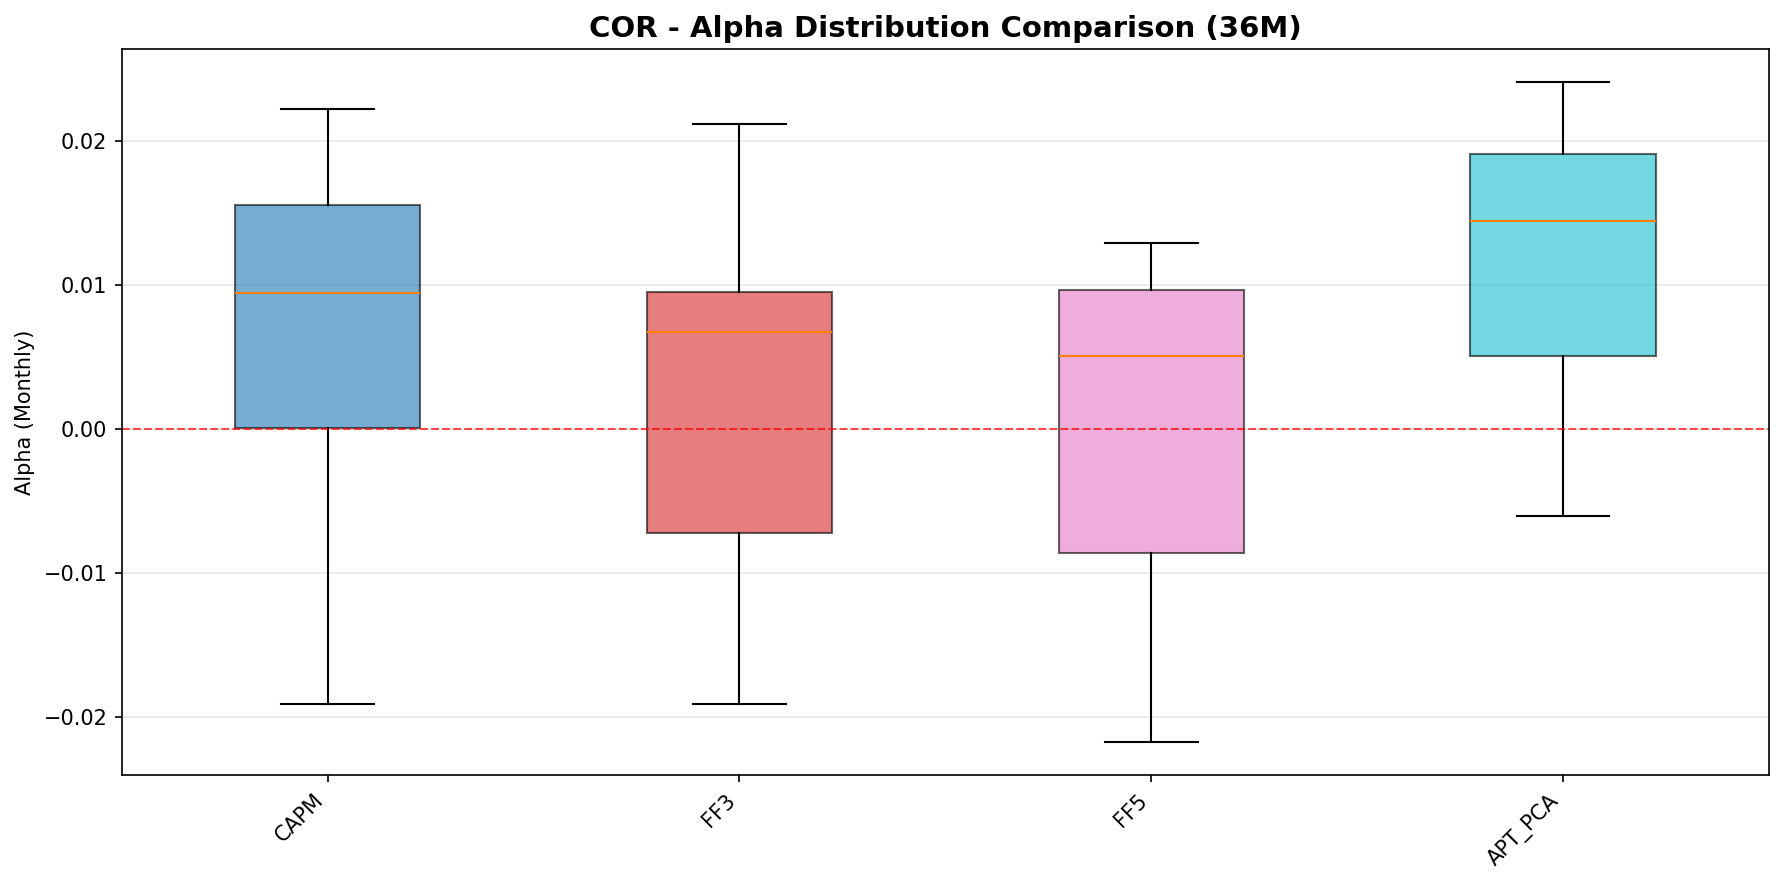 COR - Alpha Distribution Comparison (36M)
Alpha (Monthly)
0.02
0.01
0.00
−0.01
−0.02
CAPM
FF3
FF5
APT_PCA